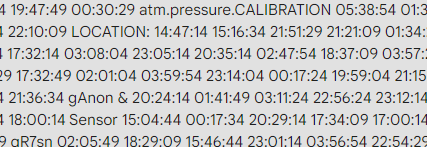 4 19:47:49 00:30:29 atm.pressure.CALIBRATION 05:38:54 01:3
4 22:10:09 LOCATION: 14:47:14 15:16:34 21:51:29 21:21:09 01:34:
4 17:32:14 03:08:04 23:05:14 20:35:14 02:47:54 18:37:09 03:57:2
29 17:32:49 02:01:04 03:59:54 23:14:04 00:17:24 19:59:04 21:15
4 21:36:34 gAnon & 20:24:14 01:41:49 03:11:24 22:56:24 23:12:14
4 18:00:14 Sensor 15:04:44 00:17:34 20:29:14 17:34:09 17:00:14
9 gR7sn 02:05:49 18:29:09 15:46:44 23:01:14 03:56:54 22:54:29